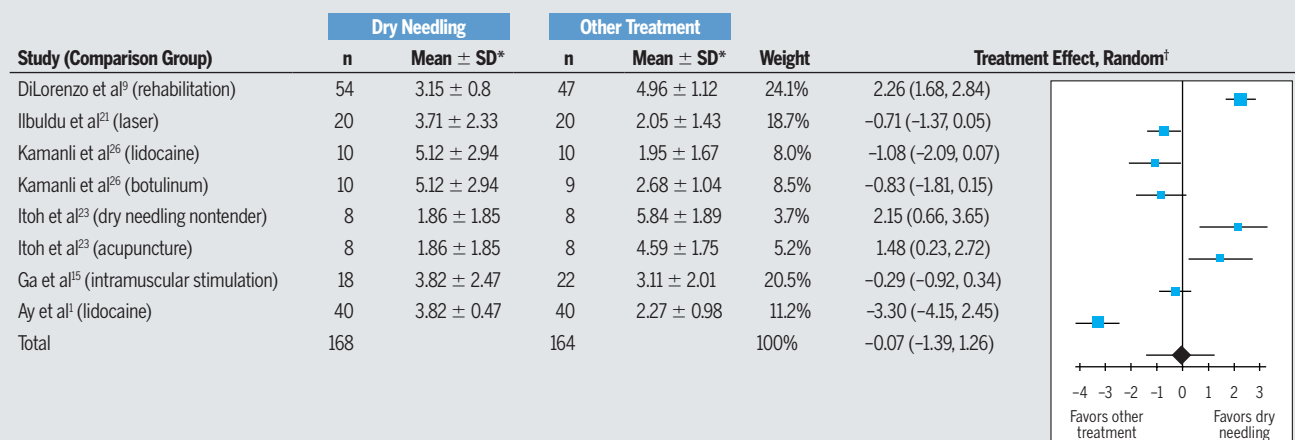 Dry Needling Other Treatment
Study (Comparison Group) n Mean ± SD* n Mean ± SD* Weight Treatment Effect, Random†
DiLorenzo et al⁹ (rehabilitation) 54 3.15 ± 0.8 47 4.96 ± 1.12 24.1% 2.26 (1.68, 2.84)
Ilbuldu et al²¹ (laser) 20 3.71 ± 2.33 20 2.05 ± 1.43 18.7% –0.71 (–1.37, 0.05)
Kamanli et al²⁶ (lidocaine) 10 5.12 ± 2.94 10 1.95 ± 1.67 8.0% –1.08 (–2.09, 0.07)
Kamanli et al²⁶ (botulinum) 10 5.12 ± 2.94 9 2.68 ± 1.04 8.5% –0.83 (–1.81, 0.15)
Itoh et al²³ (dry needling nontender) 8 1.86 ± 1.85 8 5.84 ± 1.89 3.7% 2.15 (0.66, 3.65)
Itoh et al²³ (acupuncture) 8 1.86 ± 1.85 8 4.59 ± 1.75 5.2% 1.48 (0.23, 2.72)
Ga et al¹⁵ (intramuscular stimulation) 18 3.82 ± 2.47 22 3.11 ± 2.01 20.5% –0.29 (–0.92, 0.34)
Ay et al¹ (lidocaine) 40 3.82 ± 0.47 40 2.27 ± 0.98 11.2% –3.30 (–4.15, 2.45)
Total 168 164 100% –0.07 (–1.39, 1.26)
–4 –3 –2 –1 0 1 2 3
Favors other Favors dry
treatment needling